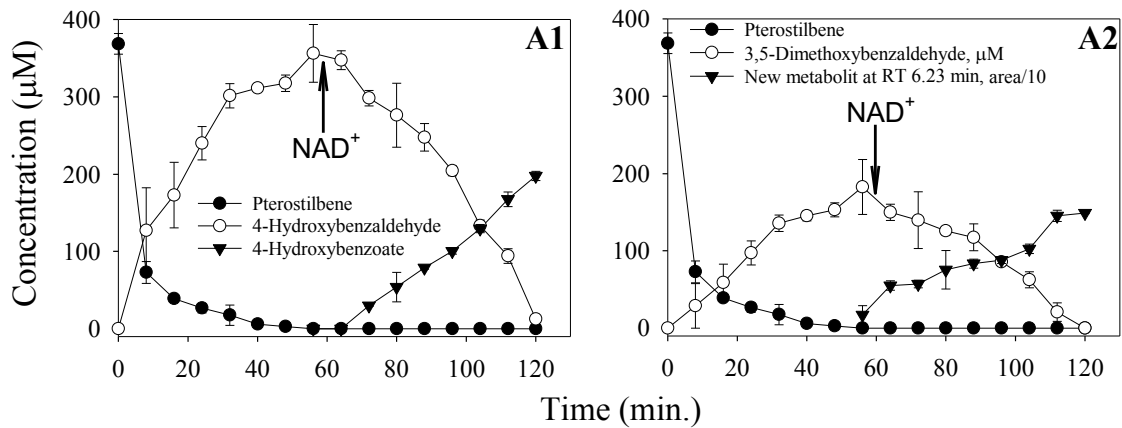 Concentration (μM)
400
300
200
100
0
A1
NAD+
Pterostilbene
4-Hydroxybenzaldehyde
4-Hydroxybenzoate
0 20 40 60 80 100 120
400
300
200
100
0
Pterostilbene
3,5-Dimethoxybenzaldehyde, μM
New metabolit at RT 6.23 min, area/10
A2
NAD+
0 20 40 60 80 100 120
Time (min.)